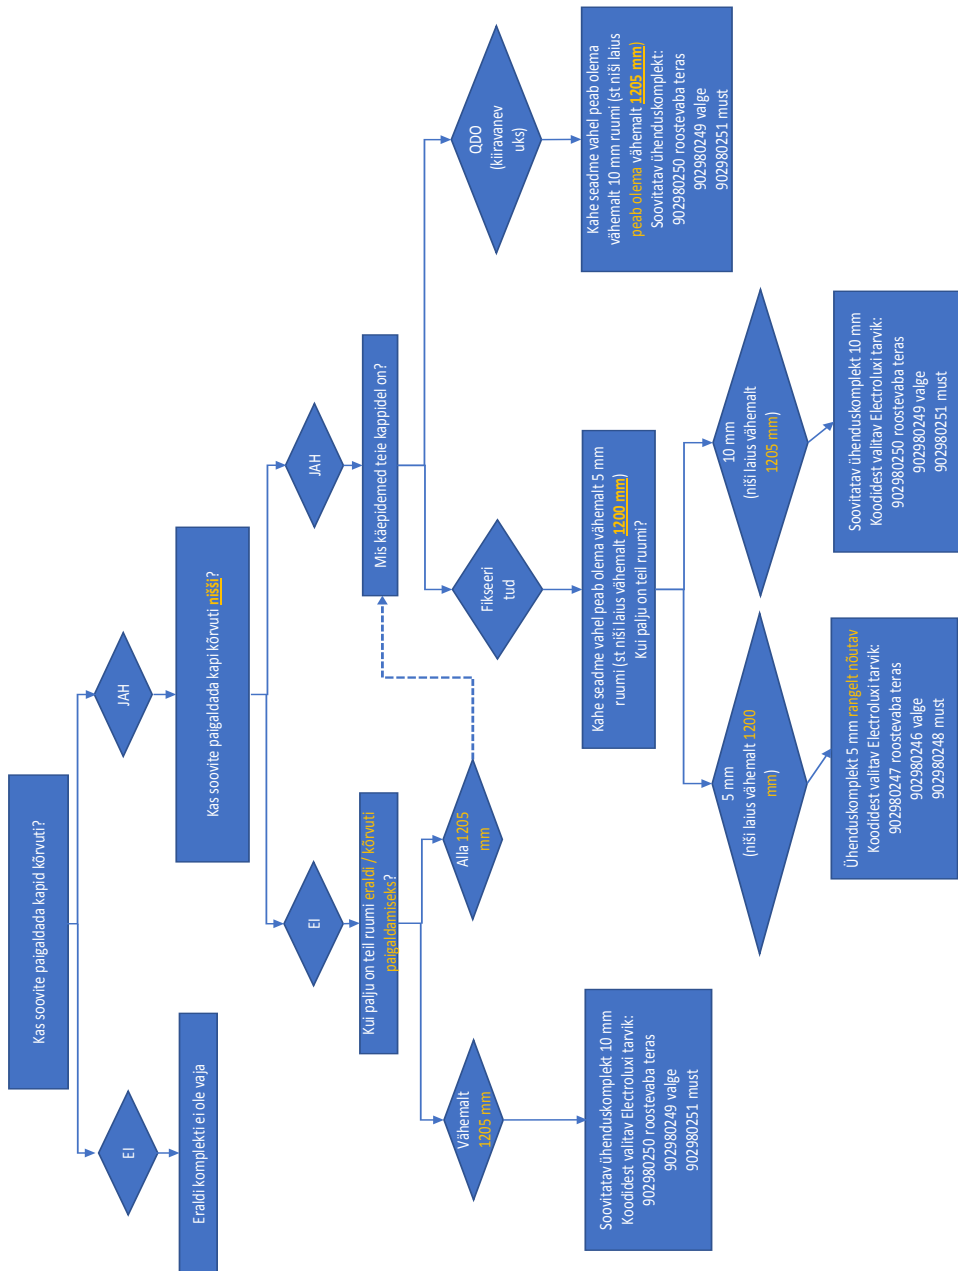 Kas soovite paigaldada kapid kõrvuti?
EI
JAH
Eraldi komplekti ei ole vaja
Kas soovite paigaldada kapi kõrvuti nišši?
EI
JAH
Kui palju on teil ruumi eraldi / kõrvuti
paigaldamiseks?
Mis käepidemed teie kappidel on?
Vähemalt
1205 mm
Alla 1205
mm
Fikseeri
tud
QDO
(kiiravanev
uks)
Soovitatav ühenduskomplekt 10 mm
Koodidest valitav Electroluxi tarvik:
902980250 roostevaba teras
902980249 valge
902980251 must
Kahe seadme vahel peab olema vähemalt 5 mm
ruumi (st niši laius vähemalt 1200 mm)
Kui palju on teil ruumi?
Kahe seadme vahel peab olema
vähemalt 10 mm ruumi (st niši laius
peab olema vähemalt 1205 mm)
Soovitatav ühenduskomplekt:
902980250 roostevaba teras
902980249 valge
902980251 must
5 mm
(niši laius vähemalt 1200
mm)
10 mm
(niši laius vähemalt
1205 mm)
Ühenduskomplekt 5 mm rangelt nõutav
Koodidest valitav Electroluxi tarvik:
902980247 roostevaba teras
902980246 valge
902980248 must
Soovitatav ühenduskomplekt 10 mm
Koodidest valitav Electroluxi tarvik:
902980250 roostevaba teras
902980249 valge
902980251 must